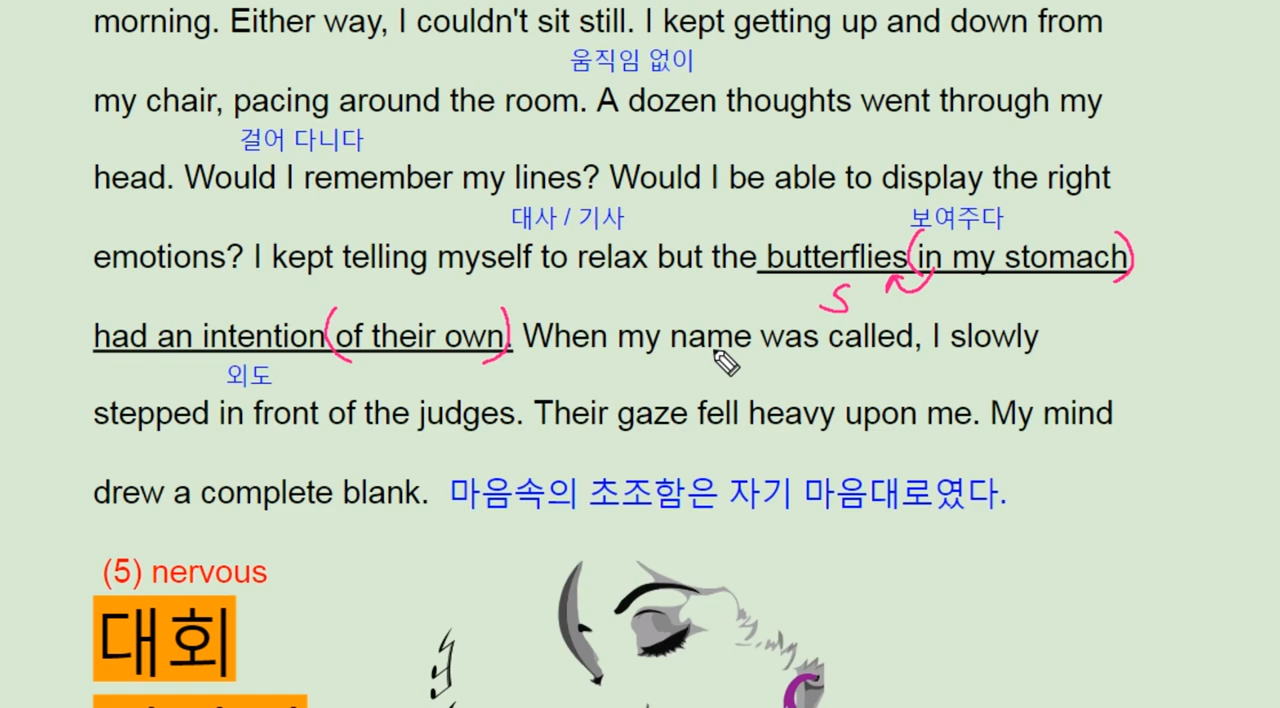 morning. Either way, I couldn't sit still. I kept getting up and down from
움직임 없이
my chair, pacing around the room. A dozen thoughts went through my
걸어 다니다
head. Would I remember my lines? Would I be able to display the right
대사 / 기사 보여주다
emotions? I kept telling myself to relax but the butterflies (in my stomach)
S
had an intention (of their own). When my name was called, I slowly
외도
stepped in front of the judges. Their gaze fell heavy upon me. My mind
drew a complete blank. 마음속의 초조함은 자기 마음대로였다.
(5) nervous
대회